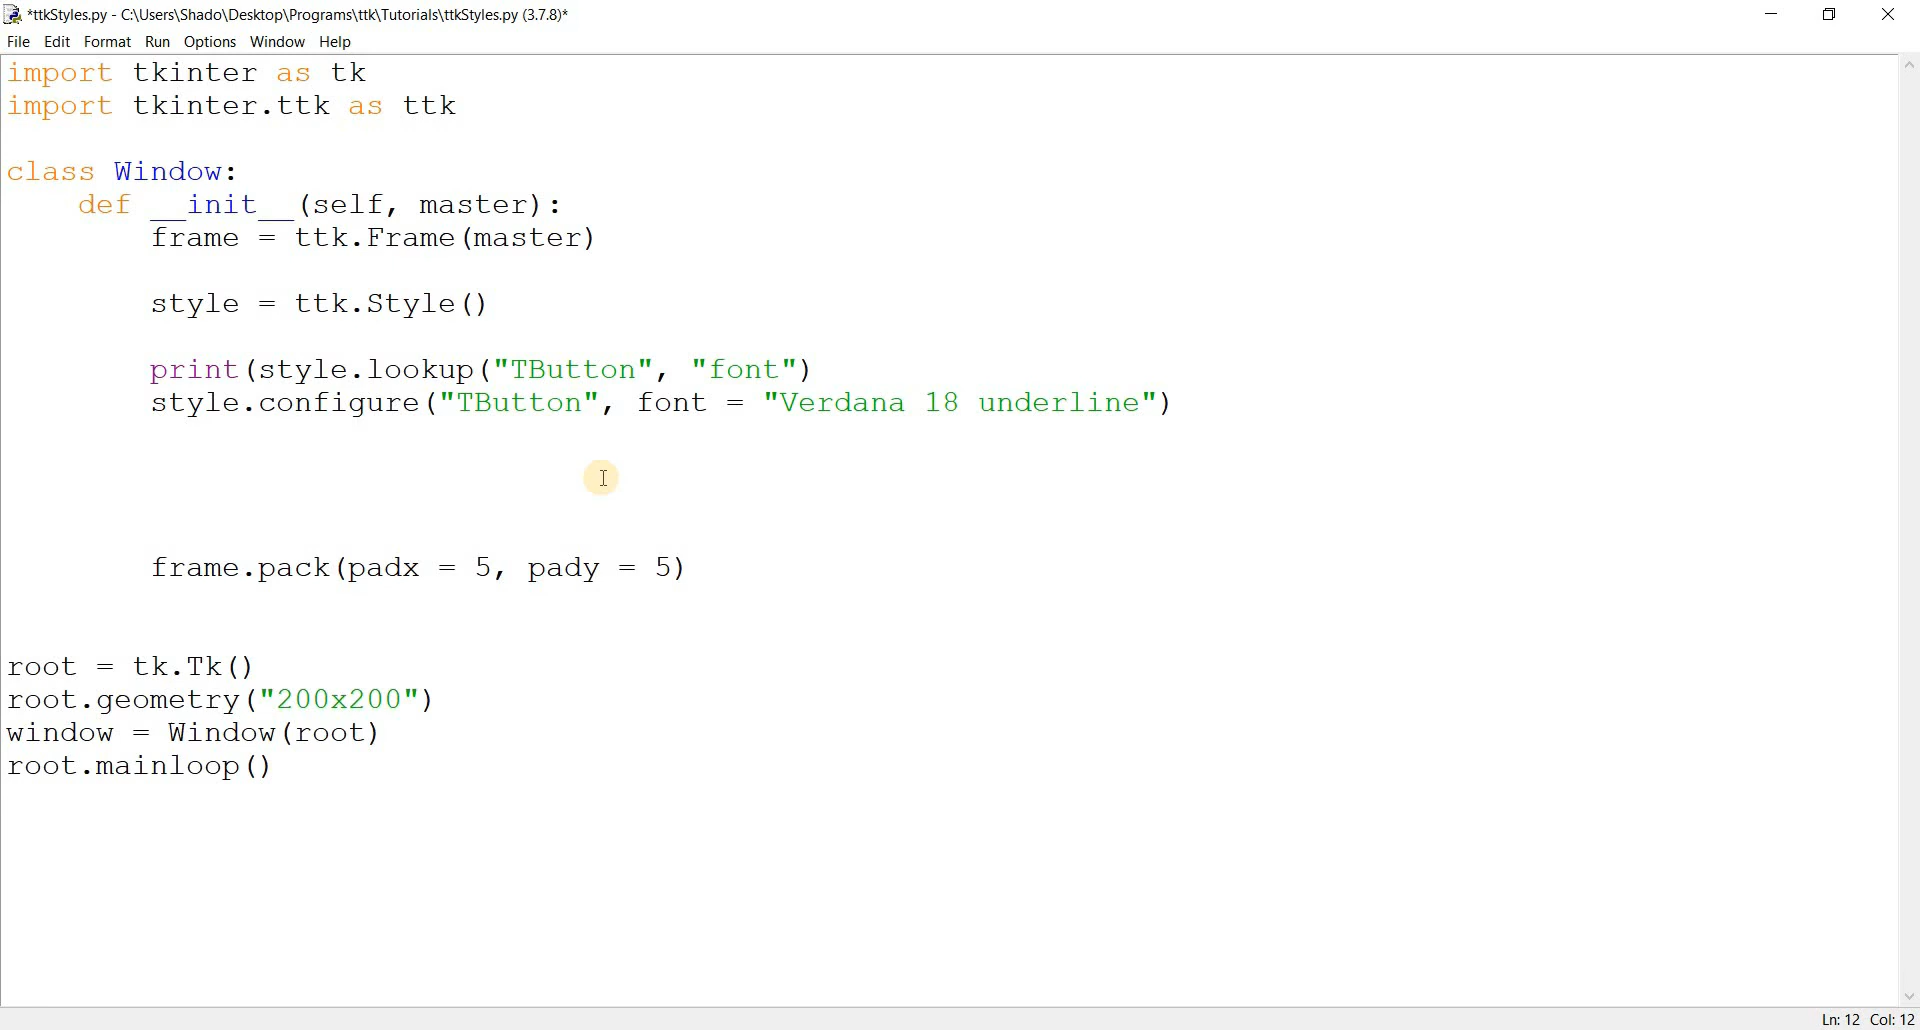 *ttkStyles.py - C:\Users\Shado\Desktop\Programs\ttk\Tutorials\ttkStyles.py (3.7.8)*
File Edit Format Run Options Window Help
import tkinter as tk
import tkinter.ttk as ttk
class Window:
    def __init__(self, master):
        frame = ttk.Frame(master)
        style = ttk.Style()
        print(style.lookup("TButton", "font")
        style.configure("TButton", font = "Verdana 18 underline")
        frame.pack(padx = 5, pady = 5)
root = tk.Tk()
root.geometry("200x200")
window = Window(root)
root.mainloop()
Ln: 12 Col: 12